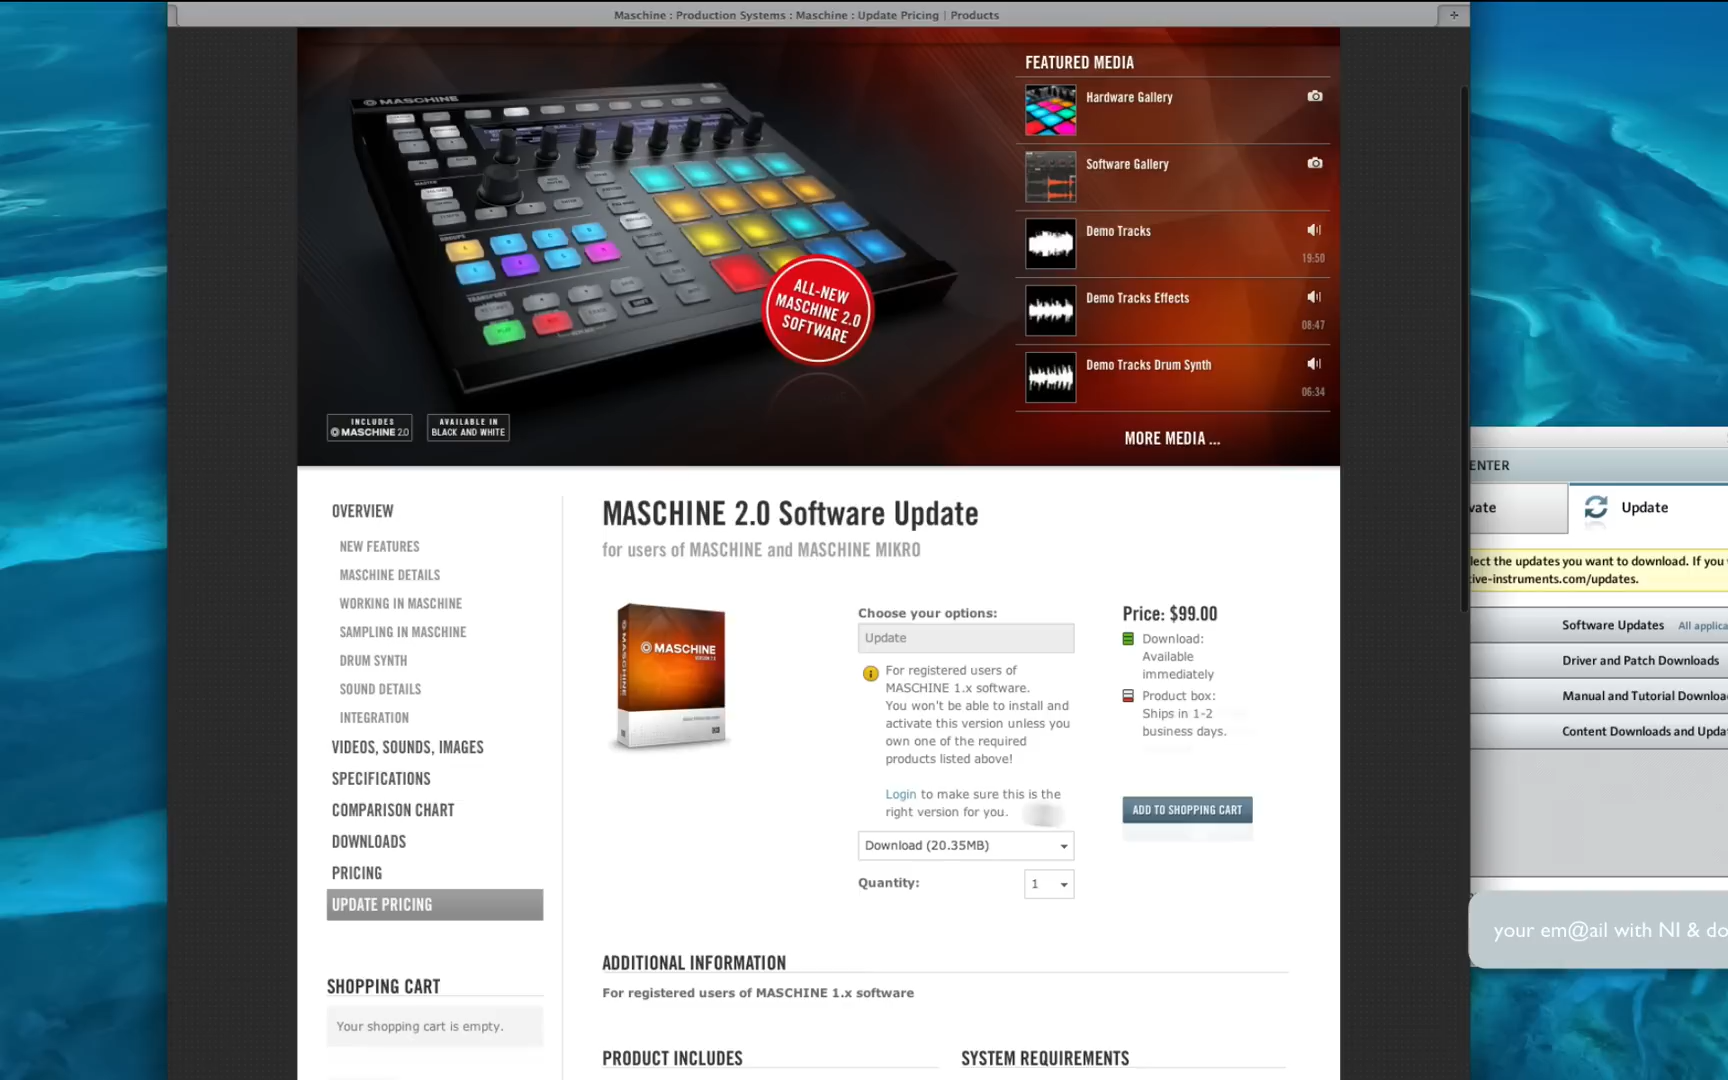 Maschine : Production Systems : Maschine : Update Pricing | Products
+
MASCHINE
ALL-NEW
MASCHINE 2.0
SOFTWARE
INCLUDES
MASCHINE 2.0
AVAILABLE IN
BLACK AND WHITE
FEATURED MEDIA
Hardware Gallery
Software Gallery
Demo Tracks
19:50
Demo Tracks Effects
08:47
Demo Tracks Drum Synth
06:34
MORE MEDIA ...
OVERVIEW
NEW FEATURES
MASCHINE DETAILS
WORKING IN MASCHINE
SAMPLING IN MASCHINE
DRUM SYNTH
SOUND DETAILS
INTEGRATION
VIDEOS, SOUNDS, IMAGES
SPECIFICATIONS
COMPARISON CHART
DOWNLOADS
PRICING
UPDATE PRICING
SHOPPING CART
Your shopping cart is empty.
MASCHINE 2.0 Software Update
for users of MASCHINE and MASCHINE MIKRO
MASCHINE
MASCHINE
Choose your options:
Update
For registered users of
MASCHINE 1.x software.
You won't be able to install and
activate this version unless you
own one of the required
products listed above!
Login to make sure this is the
right version for you.
Download (20.35MB)
Quantity:
1
Price: $99.00
Download:
Available
immediately
Product box:
Ships in 1-2
business days.
ADD TO SHOPPING CART
ADDITIONAL INFORMATION
For registered users of MASCHINE 1.x software
PRODUCT INCLUDES
SYSTEM REQUIREMENTS
ENTER
vate
Update
lect the updates you want to download. If you
ive-instruments.com/updates.
Software Updates All applica
Driver and Patch Downloads
Manual and Tutorial Downloa
Content Downloads and Upda
your em@ail with NI & do